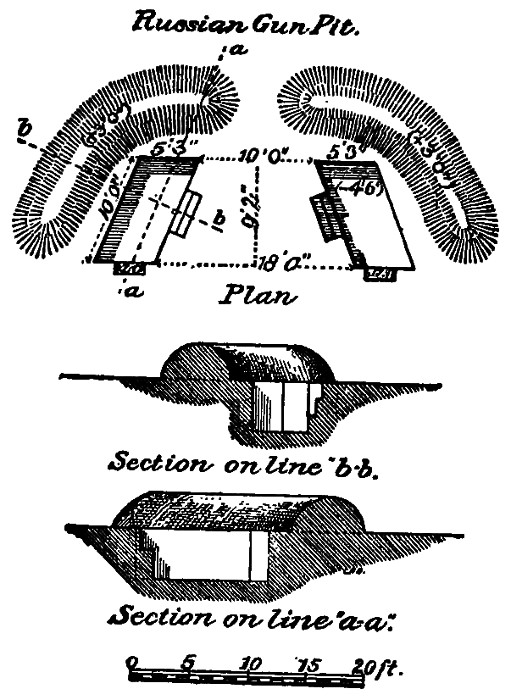 Russian Gun Pit.
a
b
(+3'0")
(+3'0")
5'3"
10'0"
5'3"
10'0"
(-4'6")
b
9'2"
18'0"
a
Plan
Section on line "b-b.
Section on line "a-a".
0 5 10 15 20 ft.